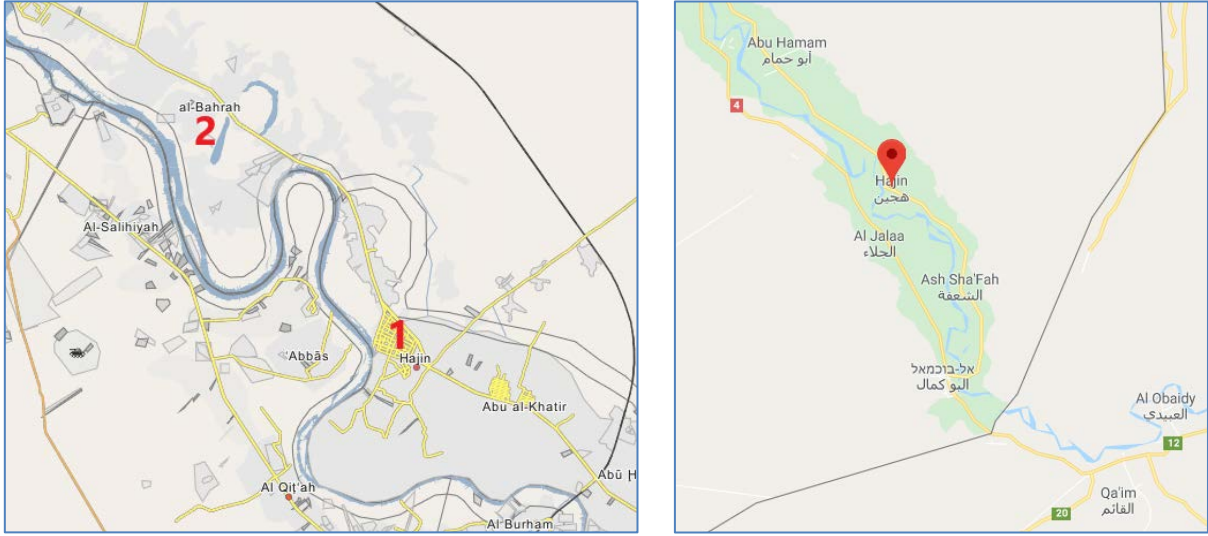 al-Bahrah
2
Al-Salihiyah
1
'Abbās
Hajin
Abu al-Khatir
Abū Ḥ
Al Qiṭ'ah
Al Burham
Abu Hamam
أبو حمام
4
Hajin
هجين
Al Jalaa
الجلاء
Ash Sha'Fah
الشعفة
אל-בוכמאל
البو كمال
Al Obaidy
العبيدي
12
Qa'im
القائم
20